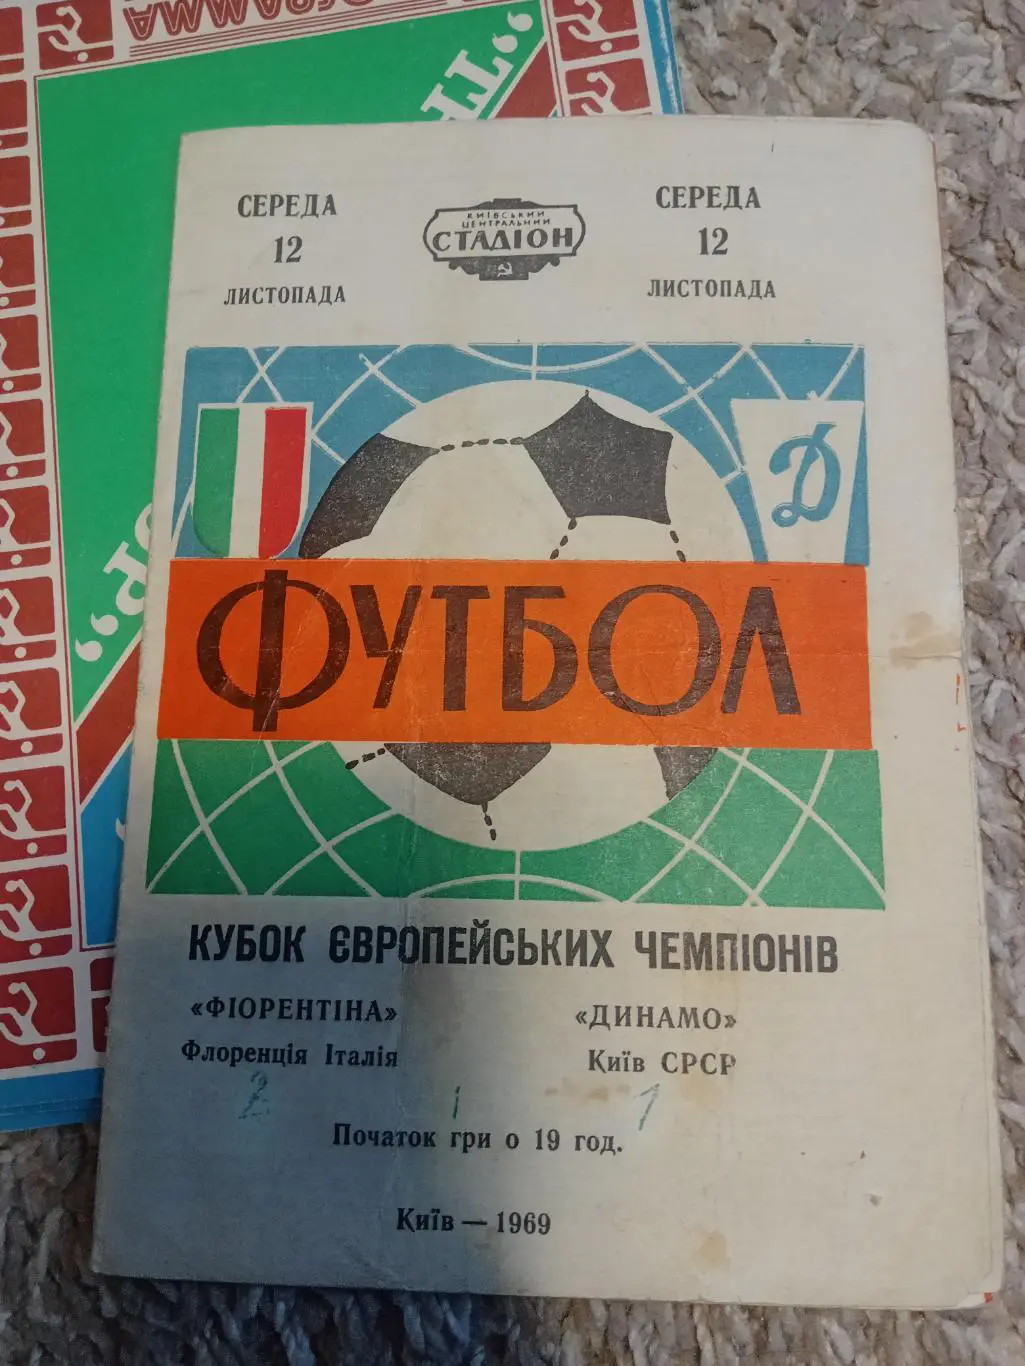 ПРОГРАММА
СЕРЕДА
12
ЛИСТОПАДА
КИЇВСЬКИЙ
ЦЕНТРАЛЬНИЙ
СТАДІОН
СЕРЕДА
12
ЛИСТОПАДА
Д
ФУТБОЛ
КУБОК ЄВРОПЕЙСЬКИХ ЧЕМПІОНІВ
«ФІОРЕНТІНА» «ДИНАМО»
Флоренція Італія Київ СРСР
2 1
Початок гри о 19 год.
Київ — 1969